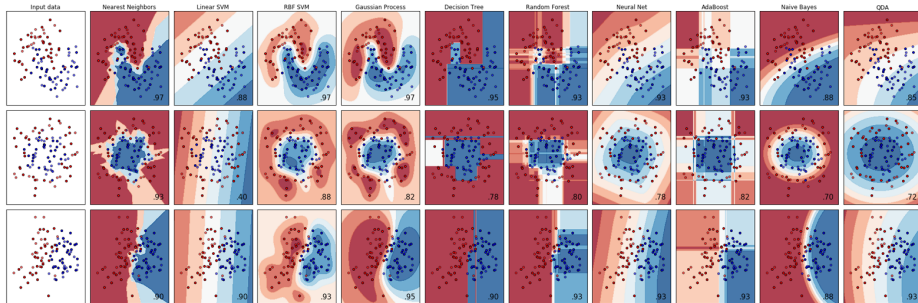 Input data
Nearest Neighbors
Linear SVM
RBF SVM
Gaussian Process
Decision Tree
Random Forest
Neural Net
AdaBoost
Naive Bayes
QDA
.97
.88
.97
.97
.95
.93
.93
.93
.88
.85
.93
.40
.88
.82
.78
.80
.78
.82
.70
.72
.90
.90
.93
.95
.90
.93
.93
.93
.88
.93